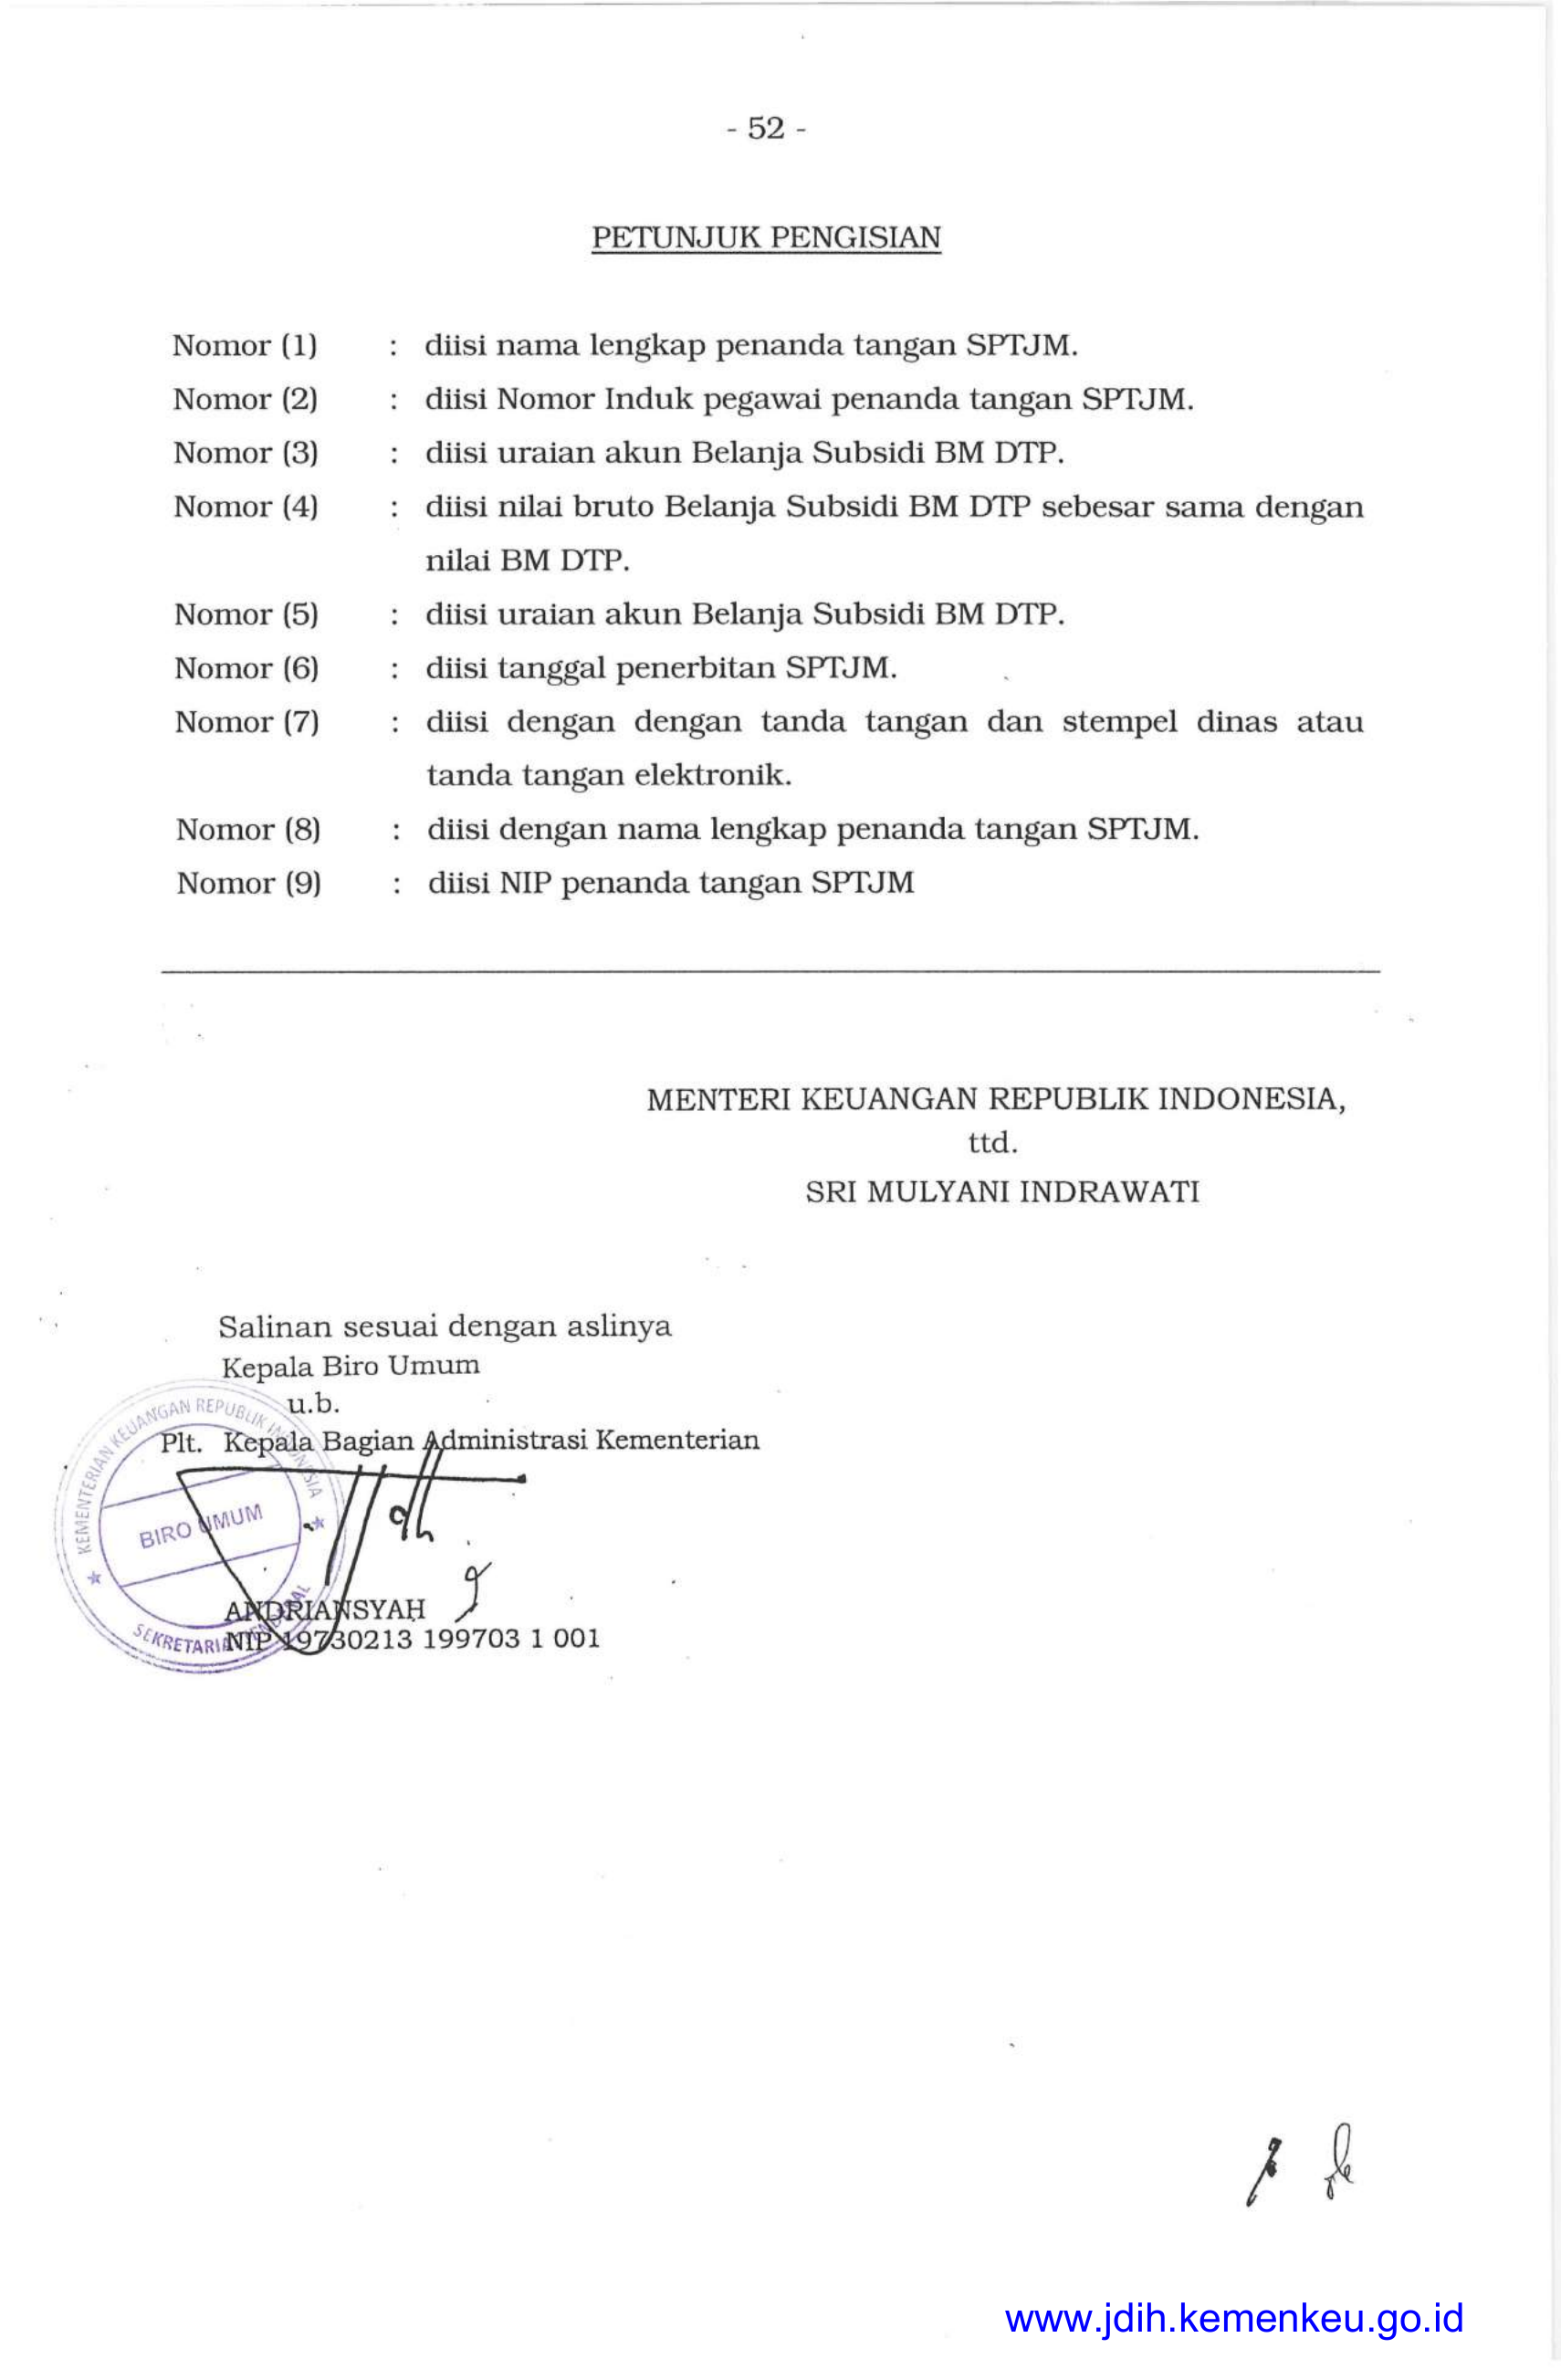 - 52 -
PETUNJUK PENGISIAN
Nomor (1) : diisi nama lengkap penanda tangan SPTJM.
Nomor (2) : diisi Nomor Induk pegawai penanda tangan SPTJM.
Nomor (3) : diisi uraian akun Belanja Subsidi BM DTP.
Nomor (4) : diisi nilai bruto Belanja Subsidi BM DTP sebesar sama dengan
nilai BM DTP.
Nomor (5) : diisi uraian akun Belanja Subsidi BM DTP.
Nomor (6) : diisi tanggal penerbitan SPTJM.
Nomor (7) : diisi dengan dengan tanda tangan dan stempel dinas atau
tanda tangan elektronik.
Nomor (8) : diisi dengan nama lengkap penanda tangan SPTJM.
Nomor (9) : diisi NIP penanda tangan SPTJM
MENTERI KEUANGAN REPUBLIK INDONESIA,
ttd.
SRI MULYANI INDRAWATI
Salinan sesuai dengan aslinya
Kepala Biro Umum
u.b.
Plt. Kepala Bagian Administrasi Kementerian
KEMENTERIAN KEUANGAN REPUBLIK INDONESIA
BIRO UMUM
SEKRETARIAT JENDERAL
ANDRIANSYAH
NIP 19730213 199703 1 001
www.jdih.kemenkeu.go.id